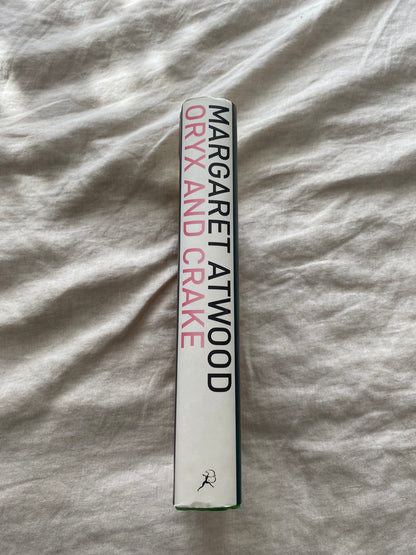 MARGARET ATWOOD
ORYX AND CRAKE